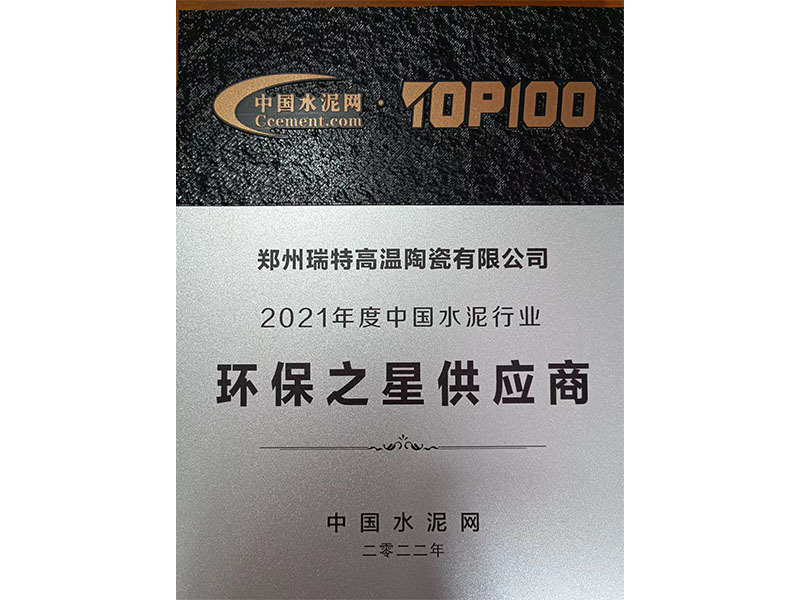 中国水泥网
Ccement.com
· TOP100
郑州瑞特高温陶瓷有限公司
2021年度中国水泥行业
环保之星供应商
中国水泥网
二零二二年